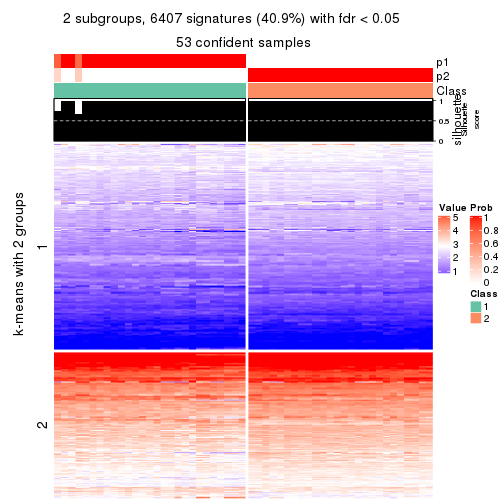 2 subgroups, 6407 signatures (40.9%) with fdr < 0.05
53 confident samples
p1
p2
Class
1
0.5
0
silhouette
Silhouette
score
k-means with 2 groups
1
2
Value
5
4
3
2
1
Prob
1
0.8
0.6
0.4
0.2
0
Class
1
2